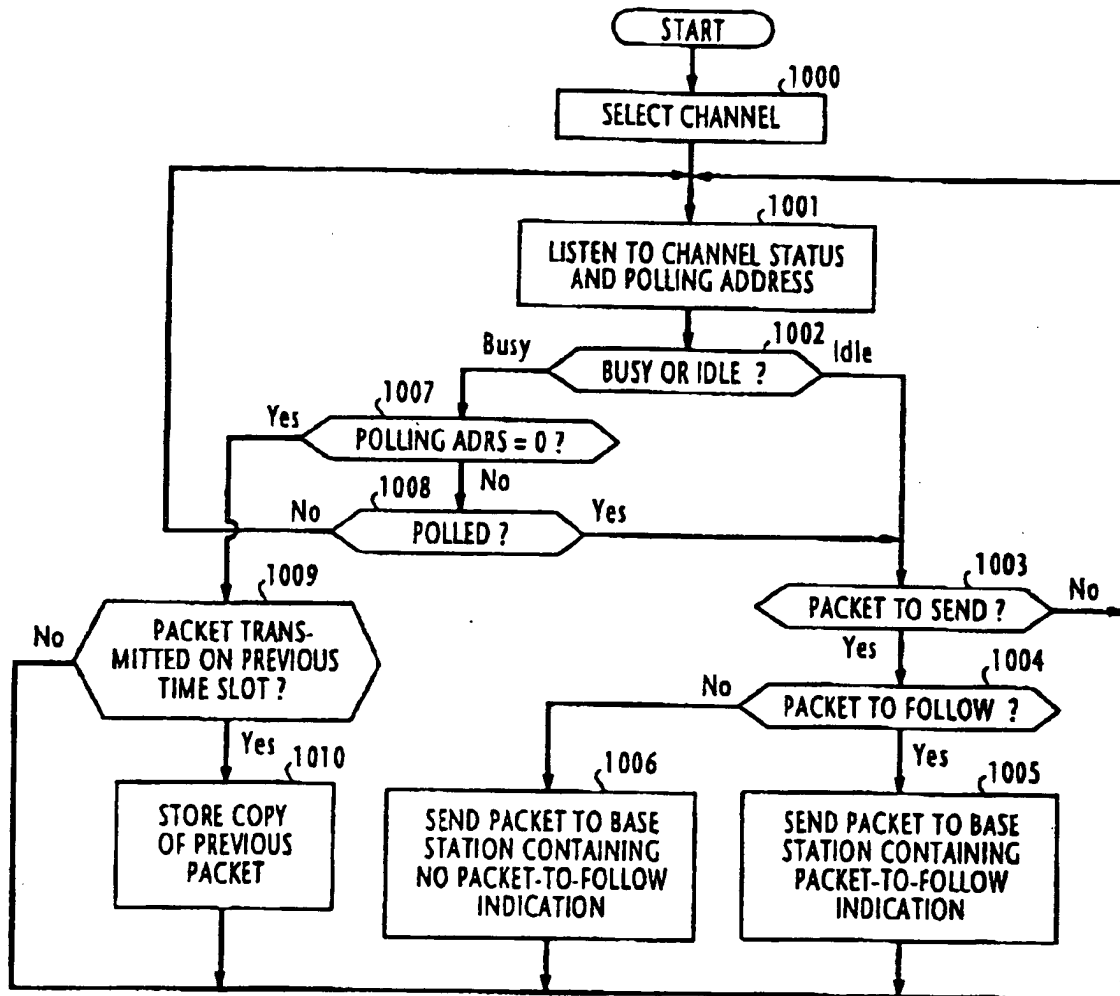 START
1000
SELECT CHANNEL
1001
LISTEN TO CHANNEL STATUS
AND POLLING ADDRESS
1002
Busy
BUSY OR IDLE ?
Idle
1007
Yes
POLLING ADRS = 0 ?
No
1008
No
POLLED ?
Yes
1009
No
PACKET TRANS-
MITTED ON PREVIOUS
TIME SLOT ?
Yes
1003
PACKET TO SEND ?
No
Yes
1004
No
PACKET TO FOLLOW ?
Yes
1010
STORE COPY
OF PREVIOUS
PACKET
1006
SEND PACKET TO BASE
STATION CONTAINING
NO PACKET-TO-FOLLOW
INDICATION
1005
SEND PACKET TO BASE
STATION CONTAINING
PACKET-TO-FOLLOW
INDICATION